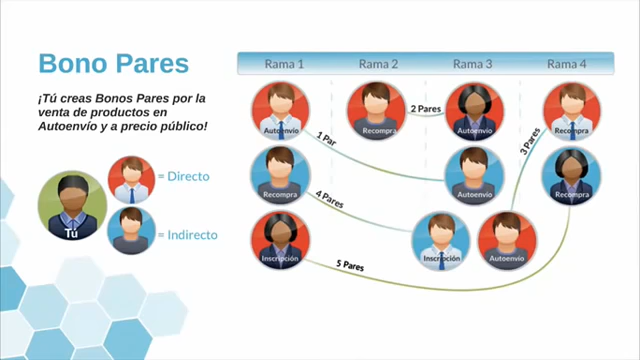 Bono Pares
¡Tú creas Bonos Pares por la
venta de productos en
Autoenvío y a precio público!
Tú
= Directo
= Indirecto
Rama 1
Rama 2
Rama 3
Rama 4
Autoenvío
Recompra
2 Pares
Autoenvío
Recompra
1 Par
3 Pares
Recompra
Autoenvío
Recompra
4 Pares
Inscripción
Inscripción
Autoenvío
5 Pares